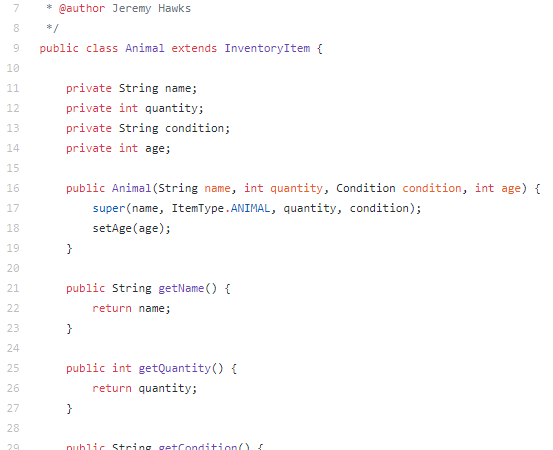 7 * @author Jeremy Hawks
8 */
9 public class Animal extends InventoryItem {
10
11 private String name;
12 private int quantity;
13 private String condition;
14 private int age;
15
16 public Animal(String name, int quantity, Condition condition, int age) {
17 super(name, ItemType.ANIMAL, quantity, condition);
18 setAge(age);
19 }
20
21 public String getName() {
22 return name;
23 }
24
25 public int getQuantity() {
26 return quantity;
27 }
28
29 public String getCondition() {